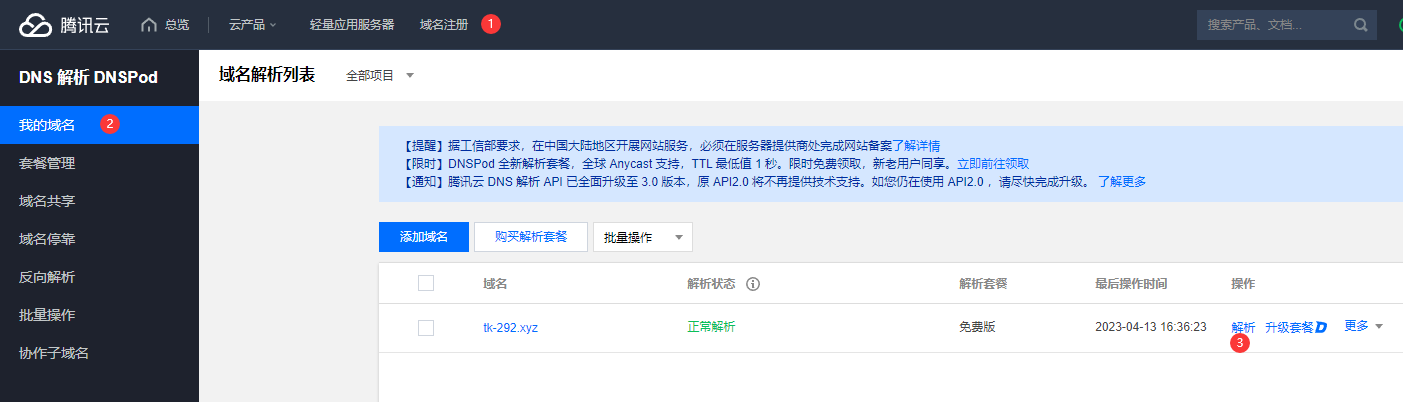 腾讯云 总览 云产品 轻量应用服务器 域名注册 1 搜索产品、文档...
DNS 解析 DNSPod
我的域名 2
套餐管理
域名共享
域名停靠
反向解析
批量操作
协作子域名
域名解析列表 全部项目
【提醒】据工信部要求，在中国大陆地区开展网站服务，必须在服务器提供商处完成网站备案了解详情
【限时】DNSPod 全新解析套餐，全球 Anycast 支持，TTL 最低值 1 秒。限时免费领取，新老用户同享。立即前往领取
【通知】腾讯云 DNS 解析 API 已全面升级至 3.0 版本，原 API2.0 将不再提供技术支持。如您仍在使用 API2.0 ，请尽快完成升级。 了解更多
添加域名 购买解析套餐 批量操作
域名 解析状态 解析套餐 最后操作时间 操作
tk-292.xyz 正常解析 免费版 2023-04-13 16:36:23 解析 升级套餐 更多
3